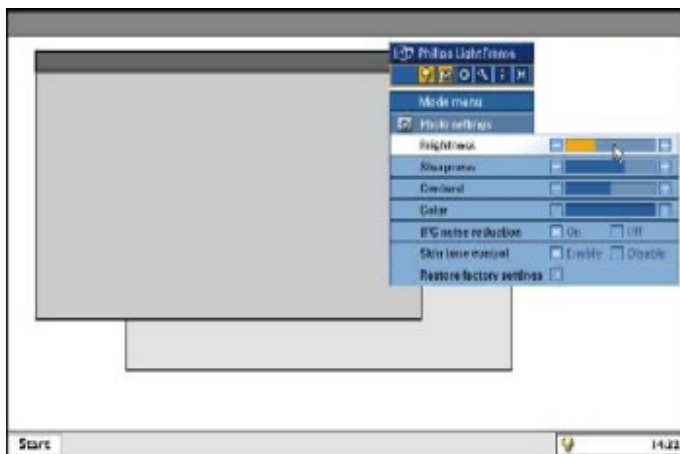 Philips LightFrame
Mode menu
Photo settings
Brightness
Sharpness
Contrast
Color
JPG noise reduction On Off
Skin tone control Enable Disable
Restore factory settings
Start 14:22